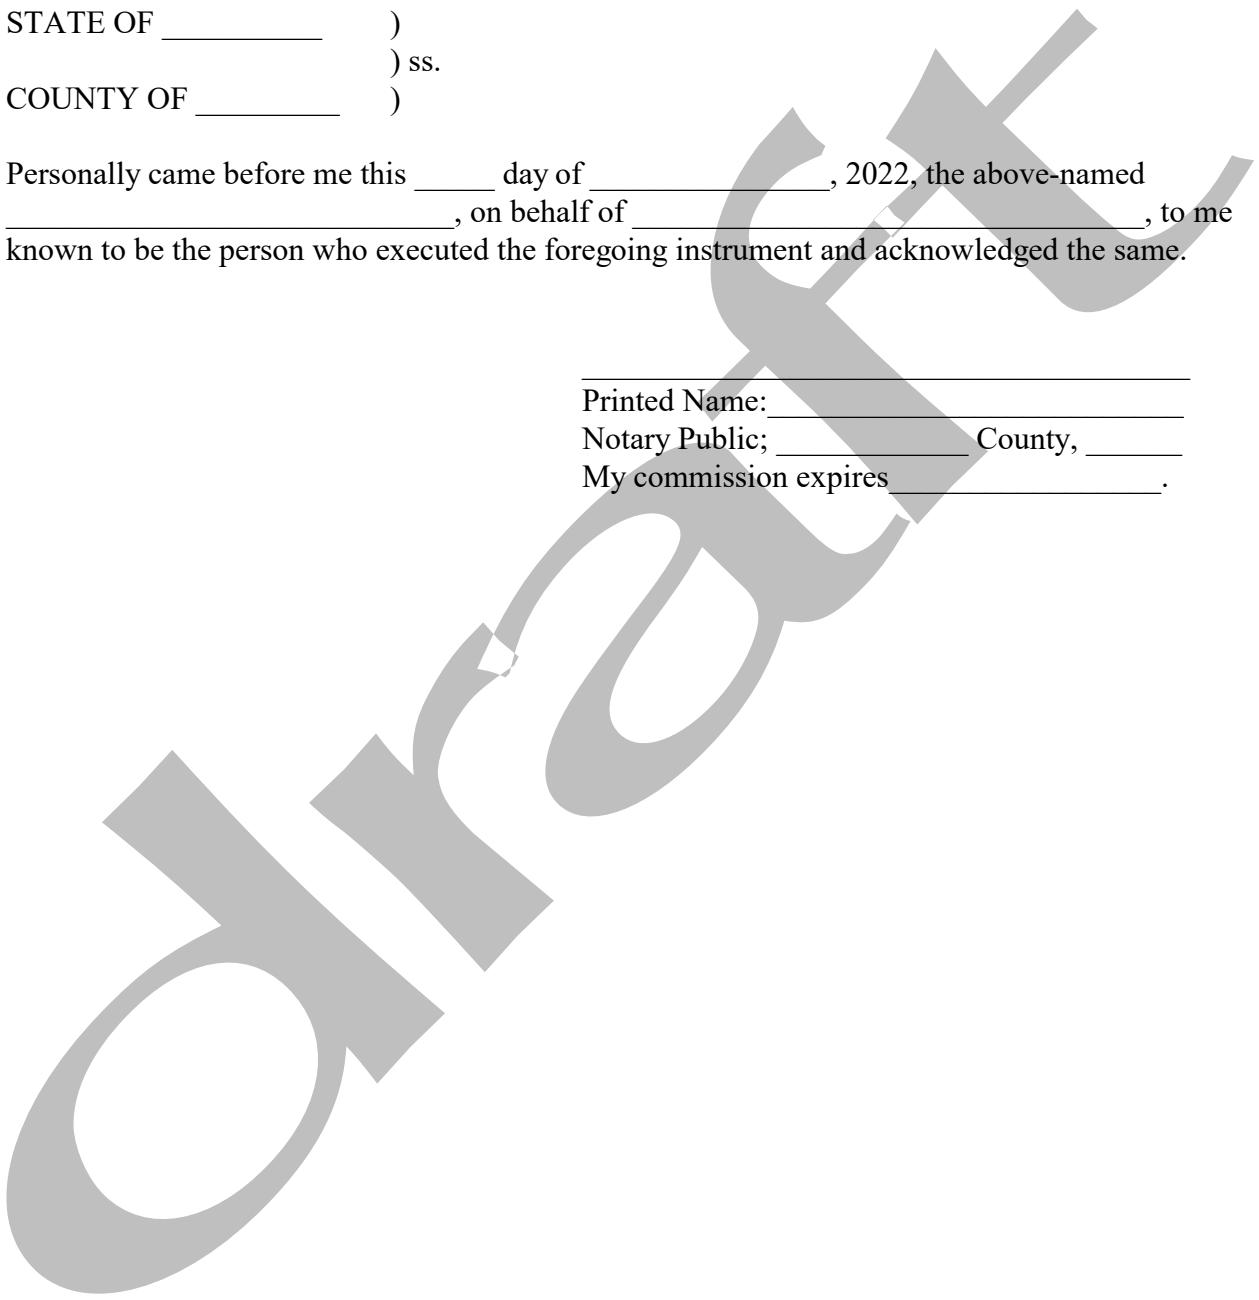 STATE OF __________ )
) ss.
COUNTY OF _________ )
Personally came before me this _____ day of _______________, 2022, the above-named
____________________________, on behalf of ________________________________, to me
known to be the person who executed the foregoing instrument and acknowledged the same.
______________________________________
Printed Name:__________________________
Notary Public; ____________ County, ______
My commission expires_________________.
draft